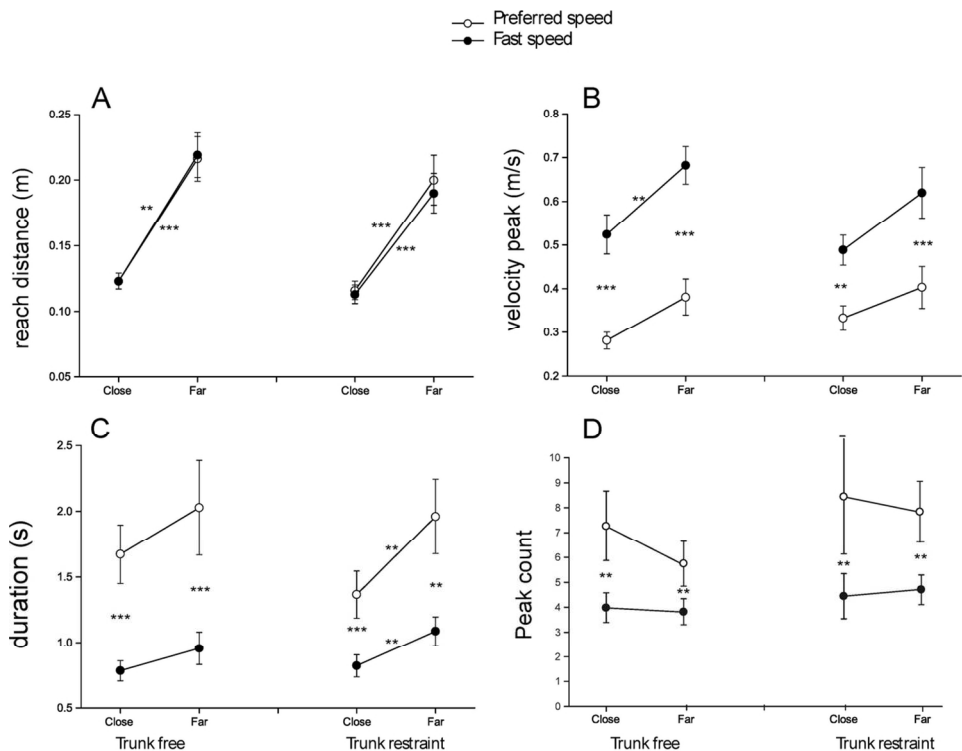 Preferred speed
Fast speed
A
reach distance (m)
0.25
0.20
0.15
0.10
0.05
**
***
***
***
Close
Far
Close
Far
B
velocity peak (m/s)
0.8
0.7
0.6
0.5
0.4
0.3
0.2
**
***
***
***
**
Close
Far
Close
Far
C
duration (s)
2.5
2.0
1.5
1.0
0.5
***
***
**
**
***
**
Close
Far
Close
Far
Trunk free
Trunk restraint
D
Peak count
10
9
8
7
6
5
4
3
2
1
0
**
**
**
**
Close
Far
Close
Far
Trunk free
Trunk restraint